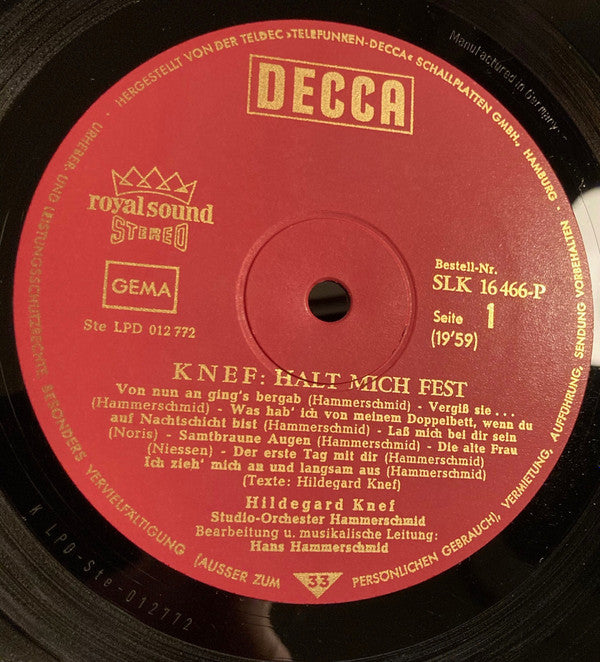 · HERGESTELLT VON DER TELDEC »TELEFUNKEN-DECCA« SCHALLPLATTEN GMBH., HAMBURG
URHEBER- UND LEISTUNGSSCHUTZRECHTE, BESONDERS VERVIELFÄLTIGUNG (AUSSER ZUM PERSÖNLICHEN GEBRAUCH), VERMIETUNG, AUFFÜHRUNG, SENDUNG VORBEHALTEN
Manufactured in Germany
DECCA
royal sound
STEREO
GEMA
Ste LPD 012 772
Bestell-Nr.
SLK 16 466-P
Seite 1
(19'59)
KNEF: HALT MICH FEST
Von nun an ging's bergab (Hammerschmid) - Vergiß sie . . .
(Hammerschmid) - Was hab' ich von meinem Doppelbett, wenn du
auf Nachtschicht bist (Hammerschmid) - Laß mich bei dir sein
(Noris) - Samtbraune Augen (Hammerschmid) - Die alte Frau
(Niessen) - Der erste Tag mit dir (Hammerschmid)
Ich zieh' mich an und langsam aus (Hammerschmid)
(Texte: Hildegard Knef)
Hildegard Knef
Studio-Orchester Hammerschmid
Bearbeitung u. musikalische Leitung:
Hans Hammerschmid
33
LPD-Ste-012772